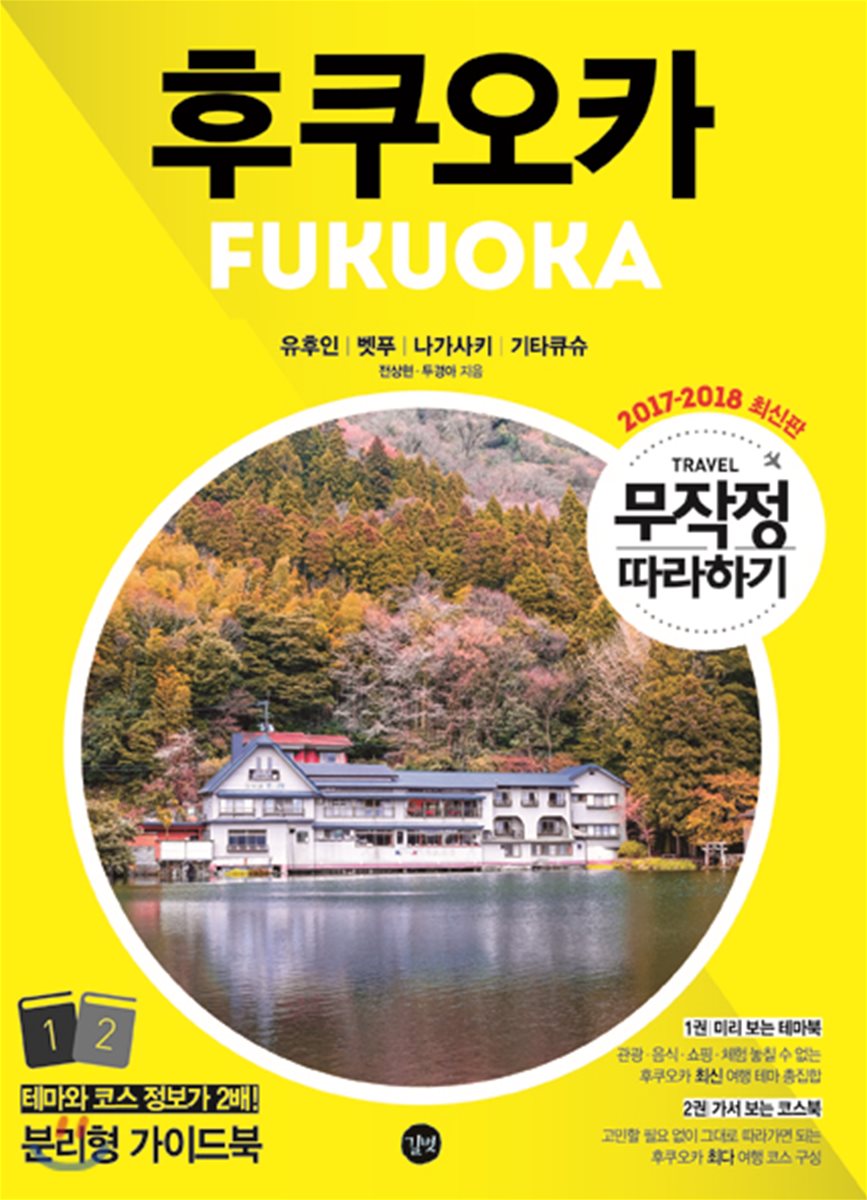 후쿠오카
FUKUOKA
유후인 | 벳푸 | 나가사키 | 기타큐슈
전상현 · 두경아 지음
2017-2018 최신판
TRAVEL
무작정
따라하기
1 2
테마와 코스 정보가 2배!
분리형 가이드북
길벗
1권 | 미리 보는 테마북
관광 · 음식 · 쇼핑 · 체험 놓칠 수 없는
후쿠오카 최신 여행 테마 총집합
2권 | 가서 보는 코스북
고민할 필요 없이 그대로 따라가면 되는
후쿠오카 최다 여행 코스 구성